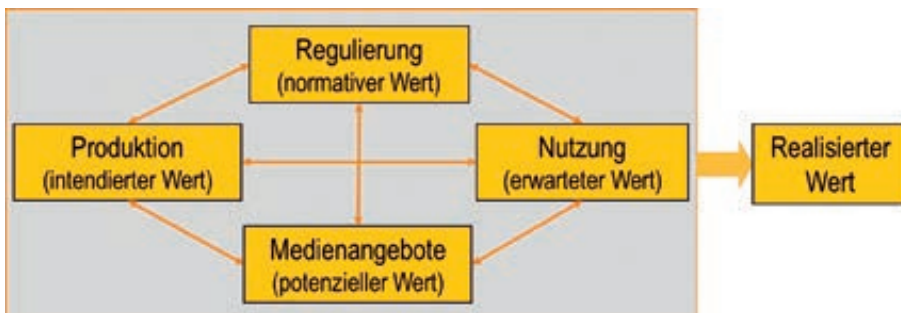 Regulierung
(normativer Wert)
Produktion
(intendierter Wert)
Nutzung
(erwarteter Wert)
Realisierter
Wert
Medienangebote
(potenzieller Wert)